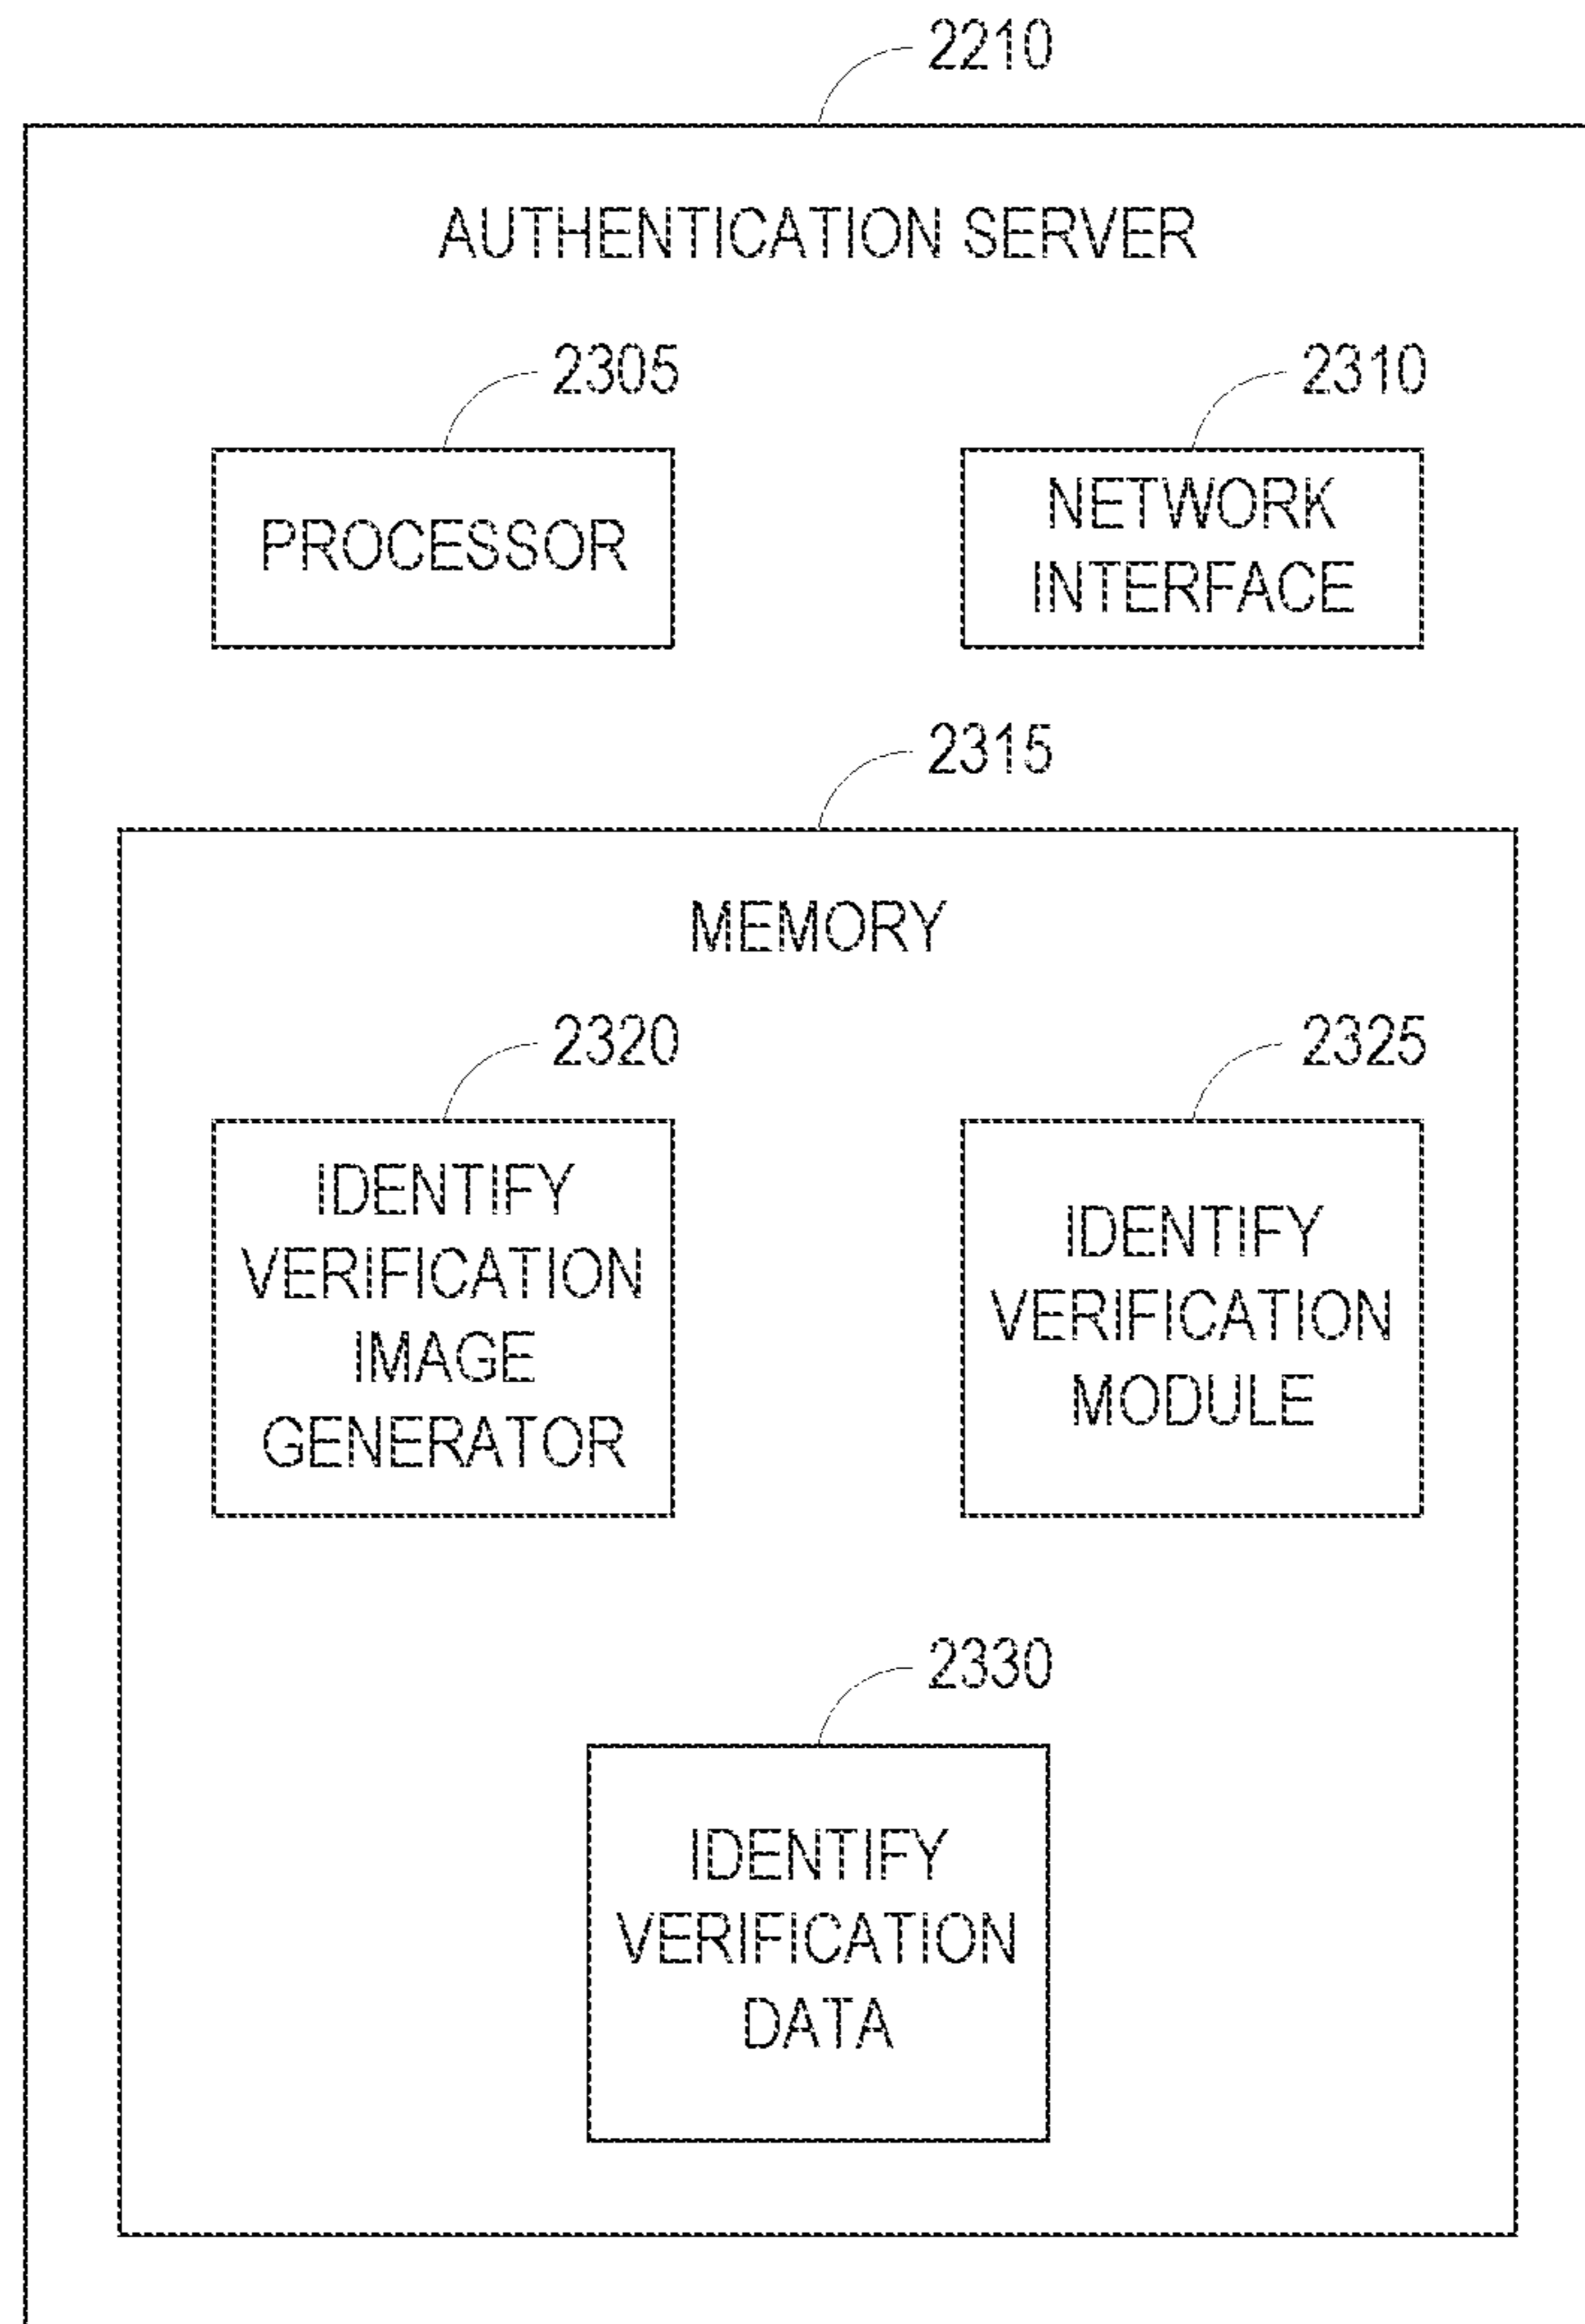 2210
AUTHENTICATION SERVER
2305
2310
PROCESSOR
NETWORK
INTERFACE
2315
MEMORY
2320
2325
IDENTIFY
VERIFICATION
IMAGE
GENERATOR
IDENTIFY
VERIFICATION
MODULE
2330
IDENTIFY
VERIFICATION
DATA